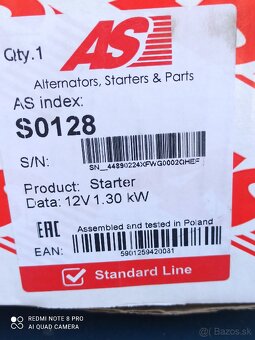 Qty.1
AS
Alternators, Starters & Parts
AS index:
S0128
S/N:
Product: Starter
Data: 12V 1.30 kW
EAC
Assembled and tested in Poland
EAN:
5901259420031
Standard Line
REDMI NOTE 8 PRO
AI QUAD CAMERA
Bazos.sk